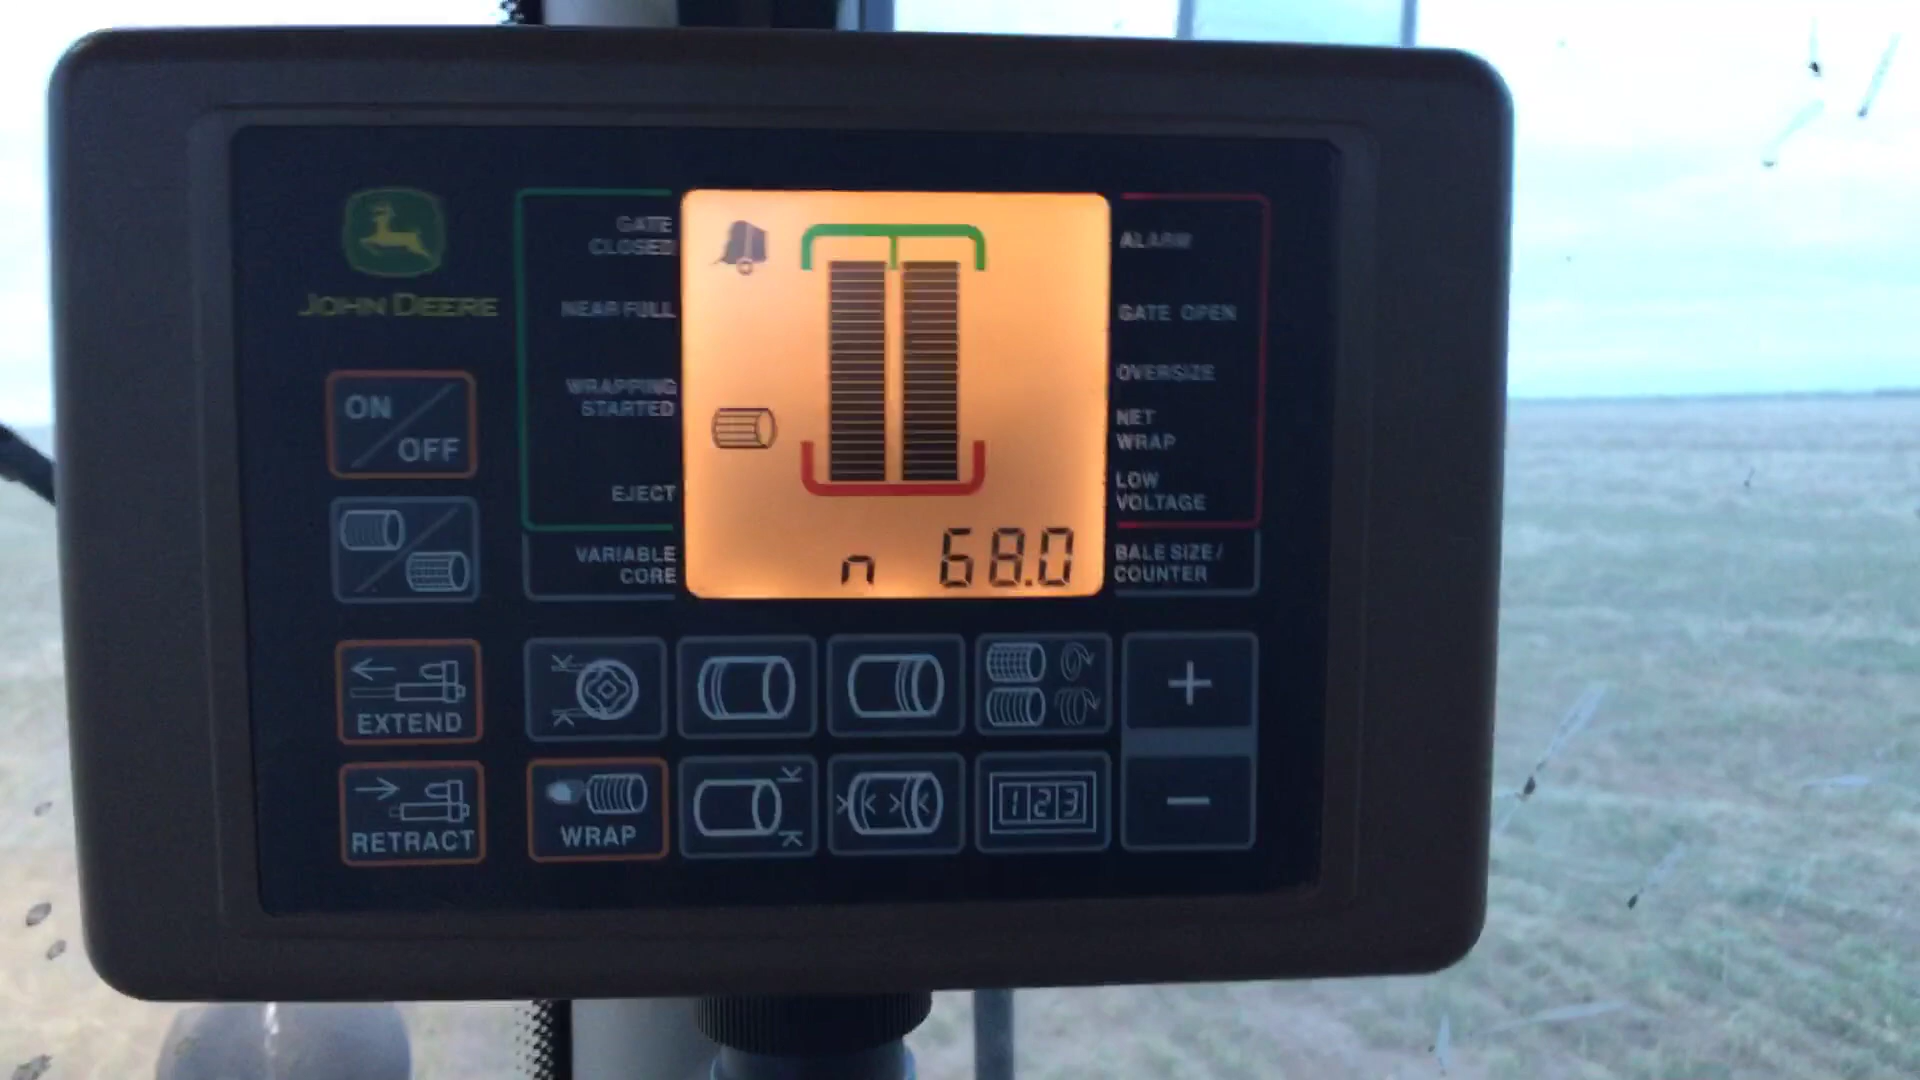 JOHN DEERE
ON
OFF
EXTEND
RETRACT
GATE
CLOSED
NEAR FULL
WRAPPING
STARTED
EJECT
VARIABLE
CORE
n 68.0
ALARM
GATE OPEN
OVERSIZE
NET
WRAP
LOW
VOLTAGE
BALE SIZE/
COUNTER
WRAP
123
+
−